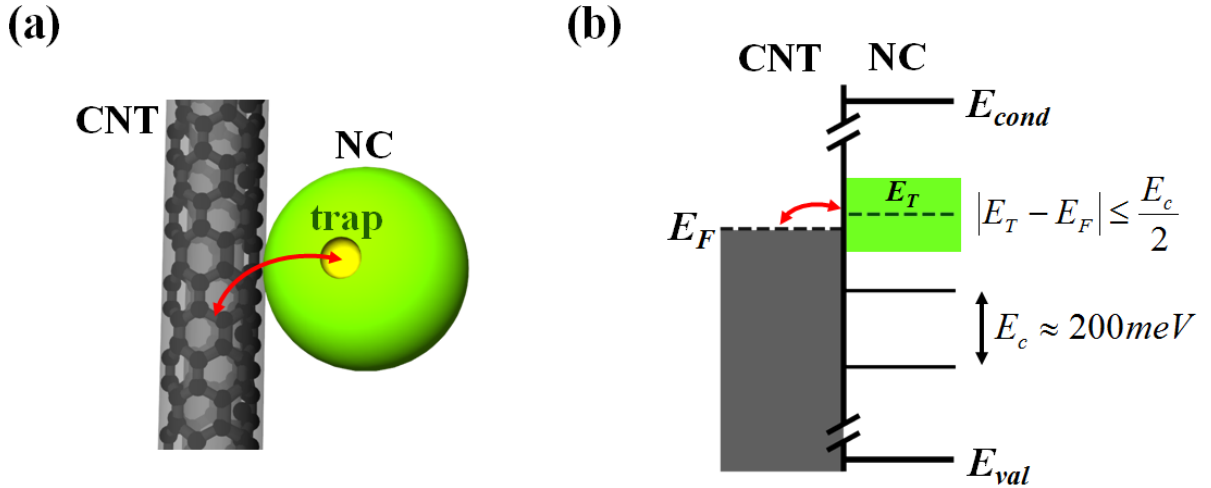 (a)
CNT
NC
trap
(b)
CNT
NC
E_cond
E_T
|E_T − E_F| ≤ E_c/2
E_F
E_c ≈ 200meV
E_val